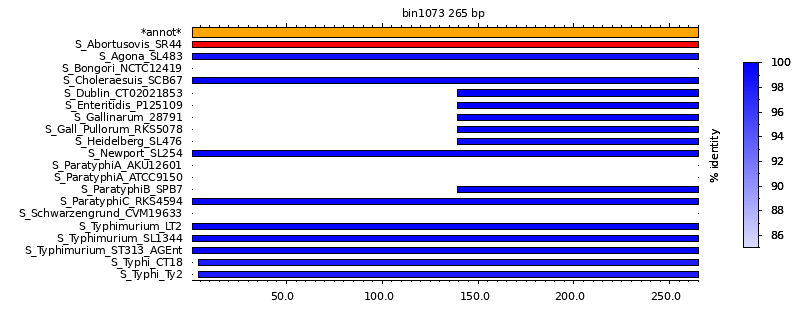 bin1073 265 bp
*annot*
S_Abortusovis_SR44
S_Agona_SL483
S_Bongori_NCTC12419
S_Choleraesuis_SCB67
S_Dublin_CT02021853
S_Enteritidis_P125109
S_Gallinarum_28791
S_Gall_Pullorum_RKS5078
S_Heidelberg_SL476
S_Newport_SL254
S_ParatyphiA_AKU12601
S_ParatyphiA_ATCC9150
S_ParatyphiB_SPB7
S_ParatyphiC_RKS4594
S_Schwarzengrund_CVM19633
S_Typhimurium_LT2
S_Typhimurium_SL1344
S_Typhimurium_ST313_AGEnt
S_Typhi_CT18
S_Typhi_Ty2
50.0 100.0 150.0 200.0 250.0
% identity
100
98
96
94
92
90
88
86